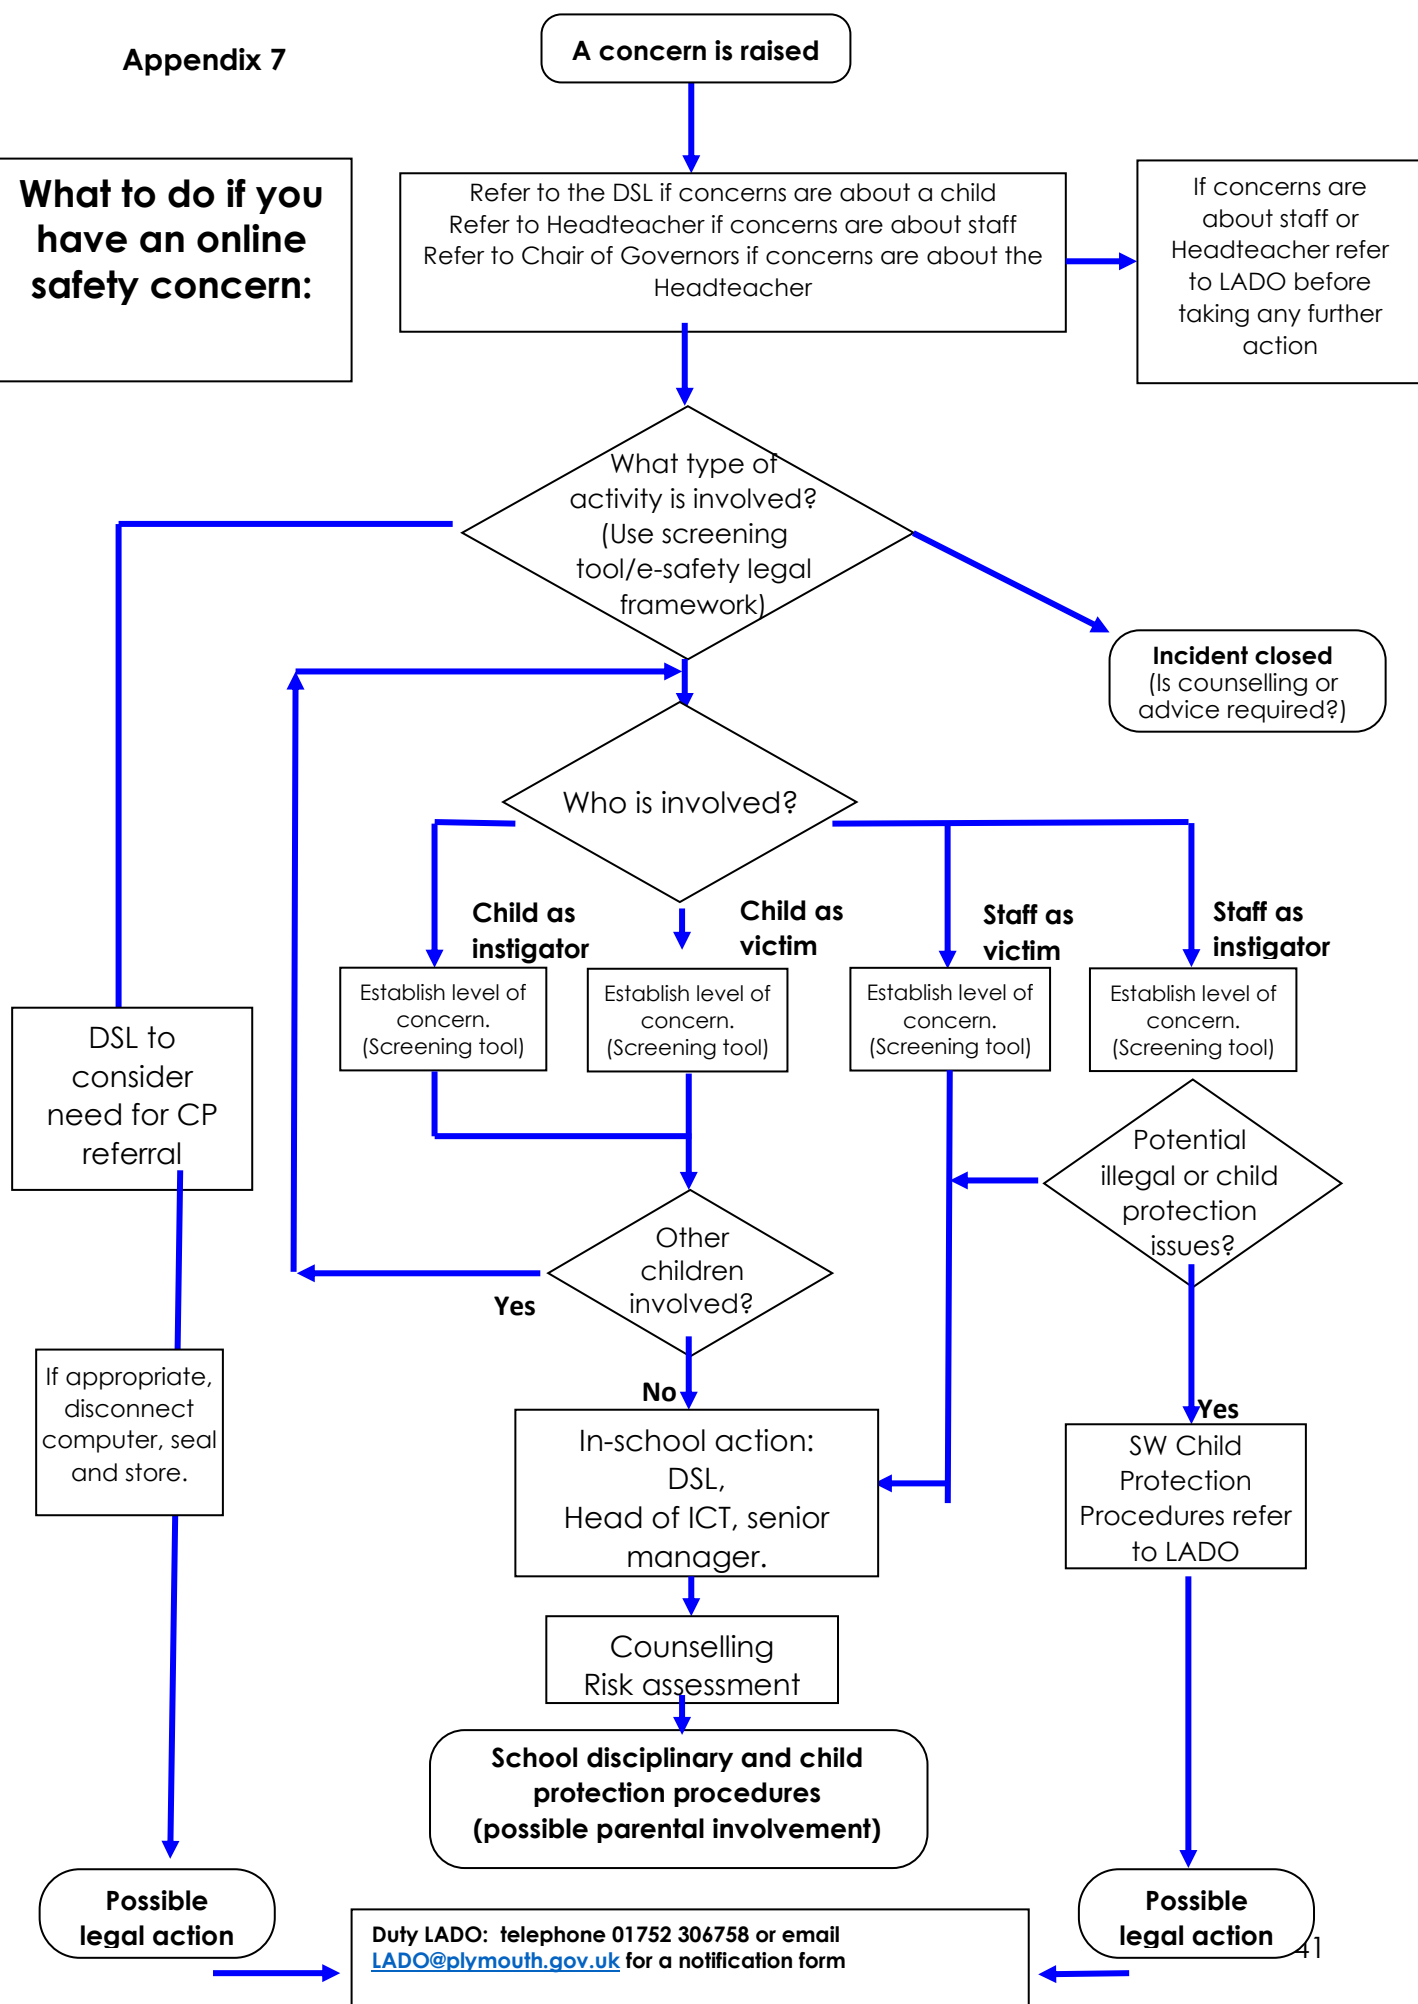 Appendix 7
A concern is raised
What to do if you
have an online
safety concern:
Refer to the DSL if concerns are about a child
Refer to Headteacher if concerns are about staff
Refer to Chair of Governors if concerns are about the
Headteacher
If concerns are
about staff or
Headteacher refer
to LADO before
taking any further
action
What type of
activity is involved?
(Use screening
tool/e-safety legal
framework)
Incident closed
(Is counselling or
advice required?)
Who is involved?
Child as
instigator
Child as
victim
Staff as
victim
Staff as
instigator
Establish level of
concern.
(Screening tool)
Establish level of
concern.
(Screening tool)
Establish level of
concern.
(Screening tool)
Establish level of
concern.
(Screening tool)
DSL to
consider
need for CP
referral
Potential
illegal or child
protection
issues?
Other
children
involved?
Yes
No
Yes
If appropriate,
disconnect
computer, seal
and store.
In-school action:
DSL,
Head of ICT, senior
manager.
SW Child
Protection
Procedures refer
to LADO
Counselling
Risk assessment
School disciplinary and child
protection procedures
(possible parental involvement)
Possible
legal action
Possible
legal action
Duty LADO:  telephone 01752 306758 or email
LADO@plymouth.gov.uk for a notification form
41